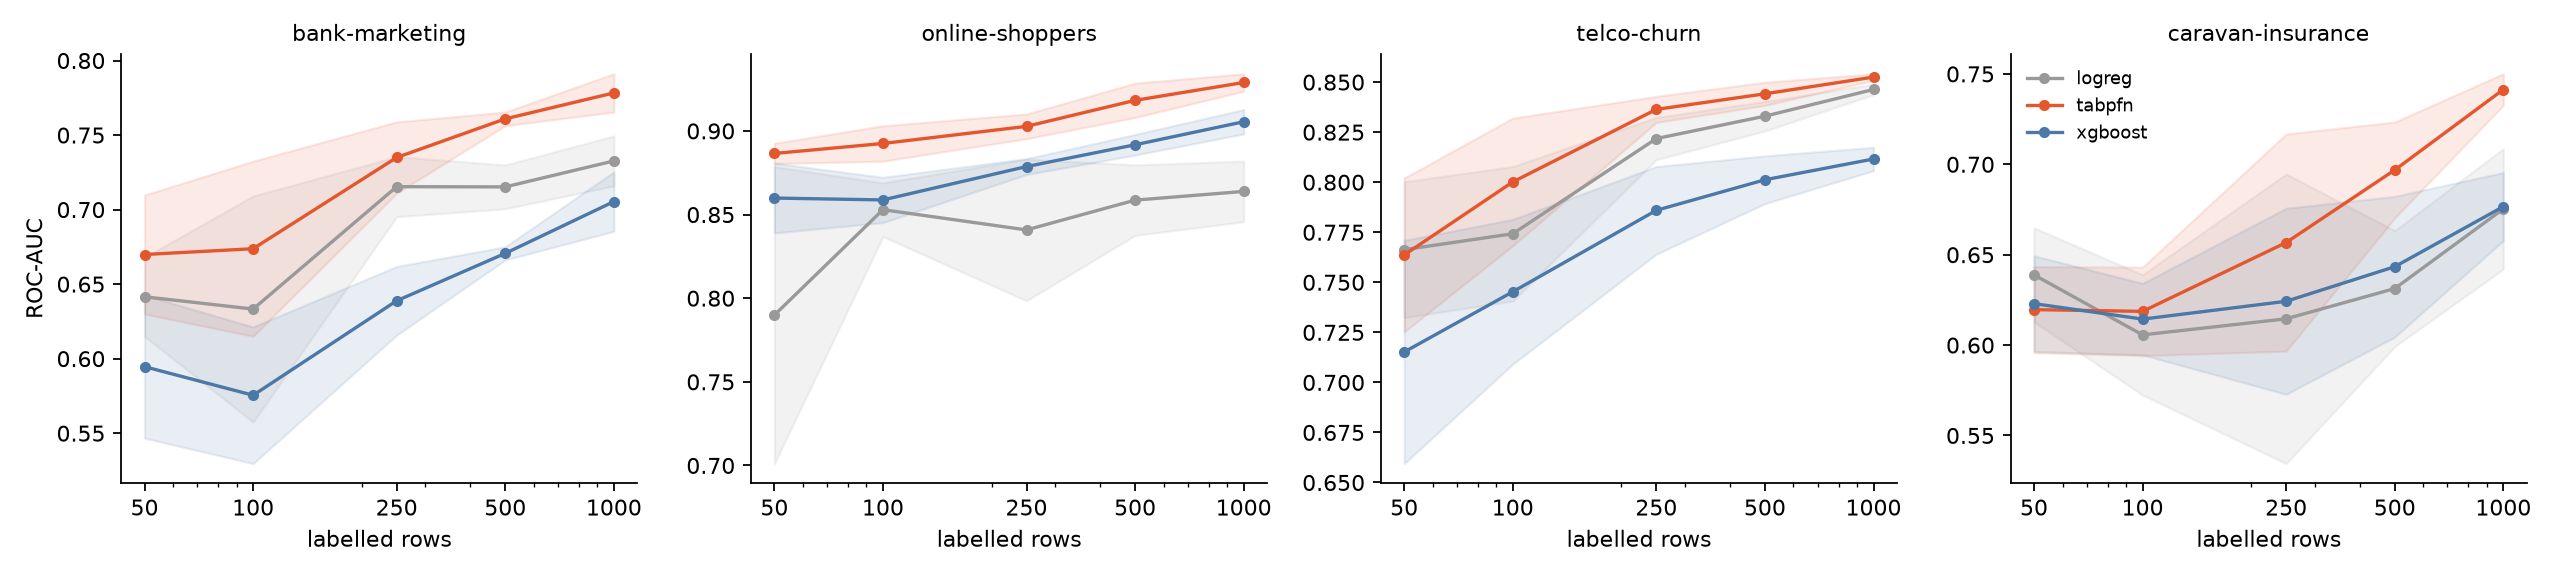 bank-marketing
ROC-AUC
0.80
0.75
0.70
0.65
0.60
0.55
50 100 250 500 1000
labelled rows
online-shoppers
0.90
0.85
0.80
0.75
0.70
50 100 250 500 1000
labelled rows
telco-churn
0.850
0.825
0.800
0.775
0.750
0.725
0.700
0.675
0.650
50 100 250 500 1000
labelled rows
caravan-insurance
0.75
0.70
0.65
0.60
0.55
logreg
tabpfn
xgboost
50 100 250 500 1000
labelled rows